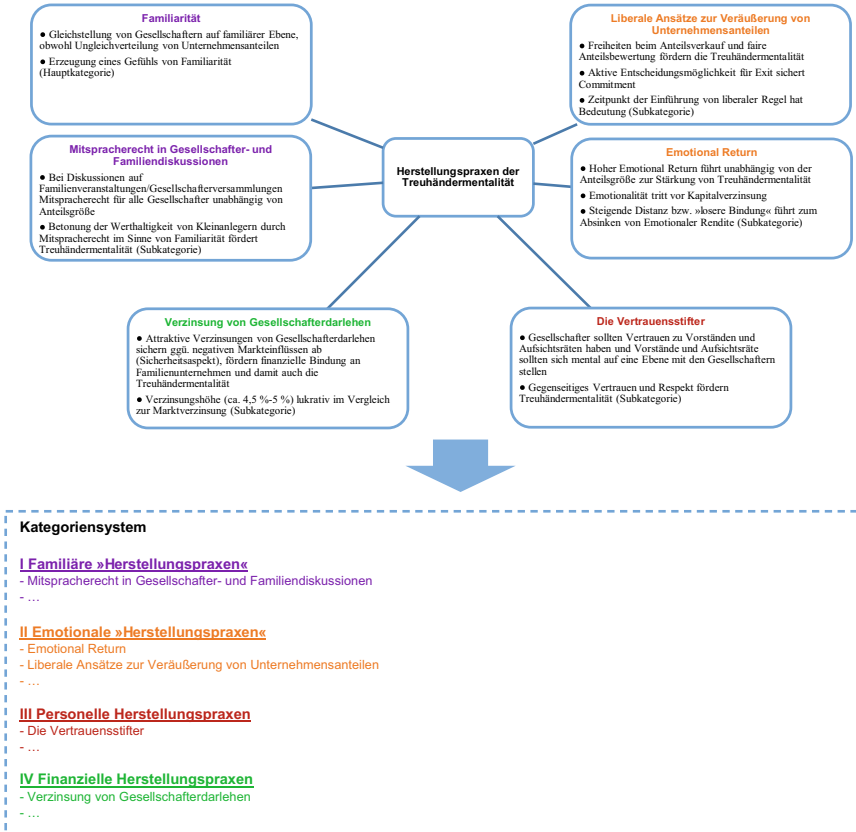 Familiarität
● Gleichstellung von Gesellschaftern auf familiärer Ebene,
obwohl Ungleichverteilung von Unternehmensanteilen
● Erzeugung eines Gefühls von Familiarität
(Hauptkategorie)
Liberale Ansätze zur Veräußerung von
Unternehmensanteilen
● Freiheiten beim Anteilsverkauf und faire
Anteilsbewertung fördern die Treuhändermentalität
● Aktive Entscheidungsmöglichkeit für Exit sichert
Commitment
● Zeitpunkt der Einführung von liberaler Regel hat
Bedeutung (Subkategorie)
Mitspracherecht in Gesellschafter- und
Familiendiskussionen
● Bei Diskussionen auf
Familienveranstaltungen/Gesellschafterversammlungen
Mitspracherecht für alle Gesellschafter unabhängig von
Anteilsgröße
● Betonung der Werthaltigkeit von Kleinanlegern durch
Mitspracherecht im Sinne von Familiarität fördert
Treuhändermentalität (Subkategorie)
Herstellungspraxen der
Treuhändermentalität
Emotional Return
● Hoher Emotional Return führt unabhängig von der
Anteilsgröße zur Stärkung von Treuhändermentalität
● Emotionalität tritt vor Kapitalverzinsung
● Steigende Distanz bzw. »losere Bindung« führt zum
Absinken von Emotionaler Rendite (Subkategorie)
Verzinsung von Gesellschafterdarlehen
● Attraktive Verzinsungen von Gesellschafterdarlehen
sichern ggü. negativen Markteinflüssen ab
(Sicherheitsaspekt), fördern finanzielle Bindung an
Familienunternehmen und damit auch die
Treuhändermentalität
● Verzinsungshöhe (ca. 4,5 %-5 %) lukrativ im Vergleich
zur Marktverzinsung (Subkategorie)
Die Vertrauensstifter
● Gesellschafter sollten Vertrauen zu Vorständen und
Aufsichtsräten haben und Vorstände und Aufsichtsräte
sollten sich mental auf eine Ebene mit den Gesellschaftern
stellen
● Gegenseitiges Vertrauen und Respekt fördern
Treuhändermentalität (Subkategorie)
Kategoriensystem
I Familiäre »Herstellungspraxen«
- Mitspracherecht in Gesellschafter- und Familiendiskussionen
- …
II Emotionale »Herstellungspraxen«
- Emotional Return
- Liberale Ansätze zur Veräußerung von Unternehmensanteilen
- …
III Personelle Herstellungspraxen
- Die Vertrauensstifter
- …
IV Finanzielle Herstellungspraxen
- Verzinsung von Gesellschafterdarlehen
- …